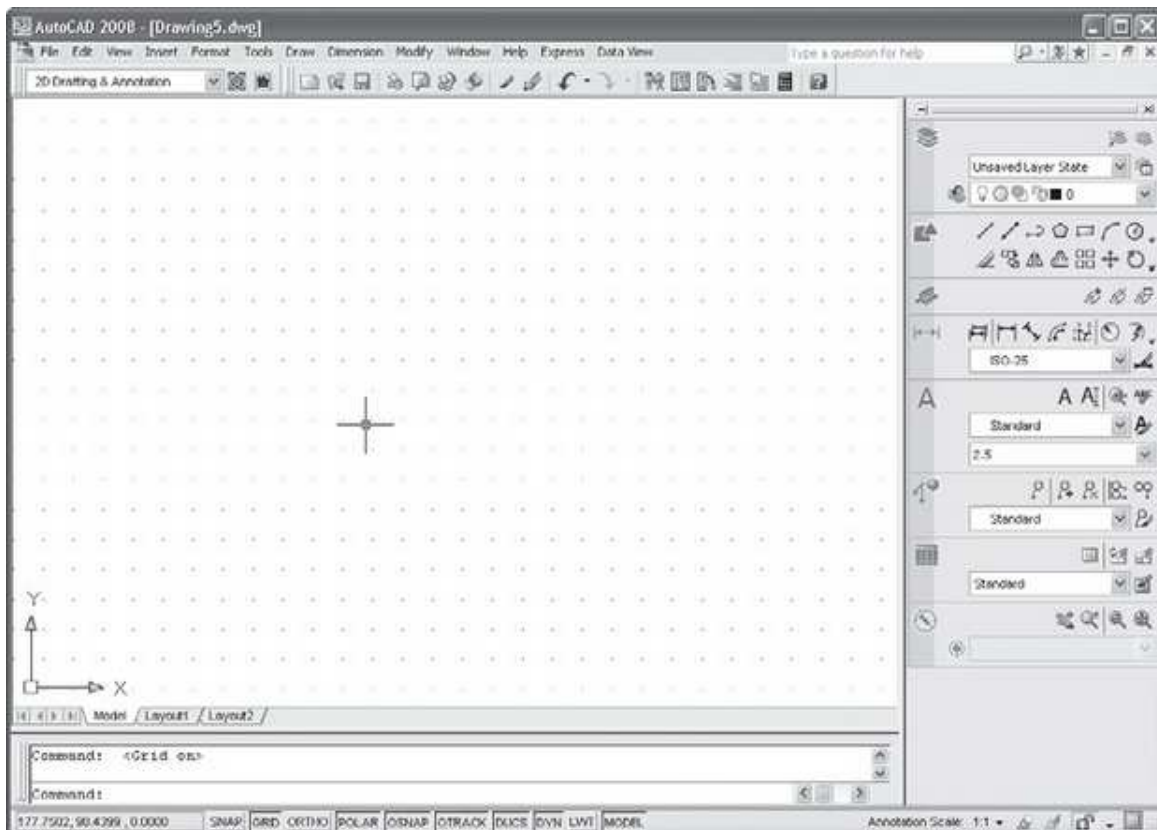 AutoCAD 2008 - [Drawing5.dwg]
File Edit View Insert Format Tools Draw Dimension Modify Window Help Express Data View Type a question for help
2D Drafting & Annotation
Unsaved Layer State
0
ISO-25
A A A
Standard
2.5
Standard
Standard
Y
X
Model Layout1 Layout2
Command: <Grid on>
Command:
177.7502, 90.4399 , 0.0000 SNAP GRID ORTHO POLAR OSNAP OTRACK DUCS DYN LWT MODEL Annotation Scale: 1:1